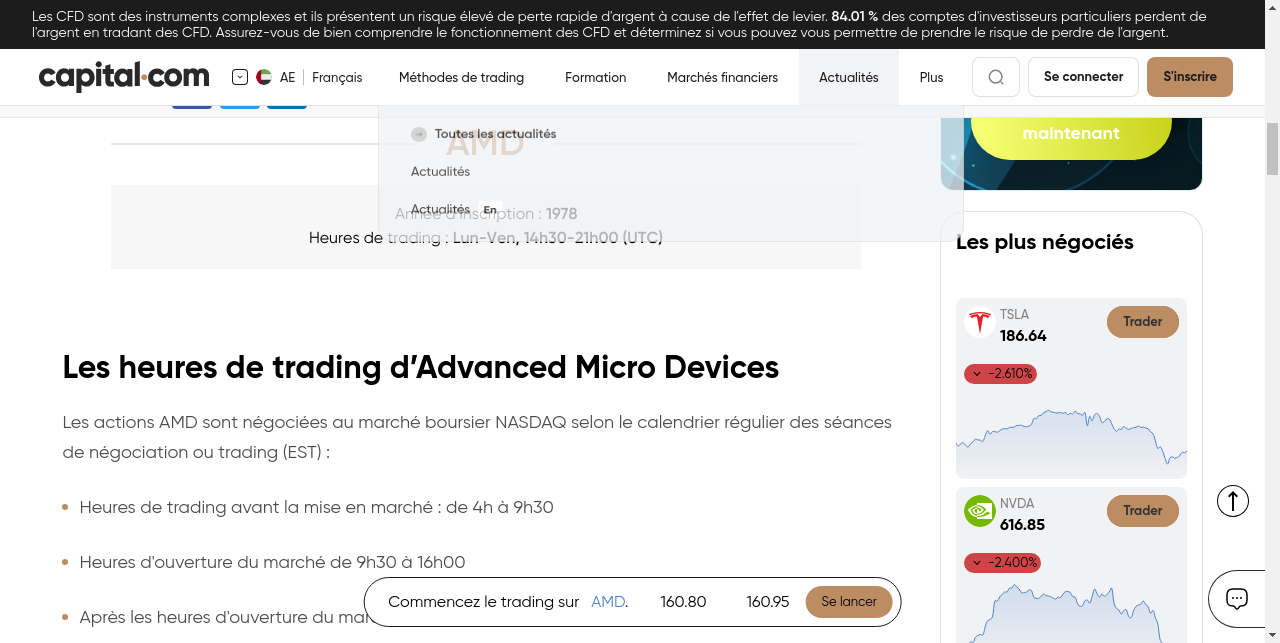 Les CFD sont des instruments complexes et ils présentent un risque élevé de perte rapide d'argent à cause de l'effet de levier. 84.01 % des comptes d'investisseurs particuliers perdent de
l'argent en tradant des CFD. Assurez-vous de bien comprendre le fonctionnement des CFD et déterminez si vous pouvez vous permettre de prendre le risque de perdre de l'argent.
capital.com AE Français Méthodes de trading Formation Marchés financiers Actualités Plus Se connecter S'inscrire
Toutes les actualités
AMD
Actualités
Actualités En
Année d'inscription : 1978
Heures de trading : Lun-Ven, 14h30-21h00 (UTC)
Les heures de trading d’Advanced Micro Devices
Les actions AMD sont négociées au marché boursier NASDAQ selon le calendrier régulier des séances
de négociation ou trading (EST) :
Heures de trading avant la mise en marché : de 4h à 9h30
Heures d'ouverture du marché de 9h30 à 16h00
Après les heures d'ouverture du
Commencez le trading sur AMD. 160.80 160.95 Se lancer
maintenant
Les plus négociés
TSLA
186.64
Trader
-2.610%
NVDA
616.85
Trader
-2.400%